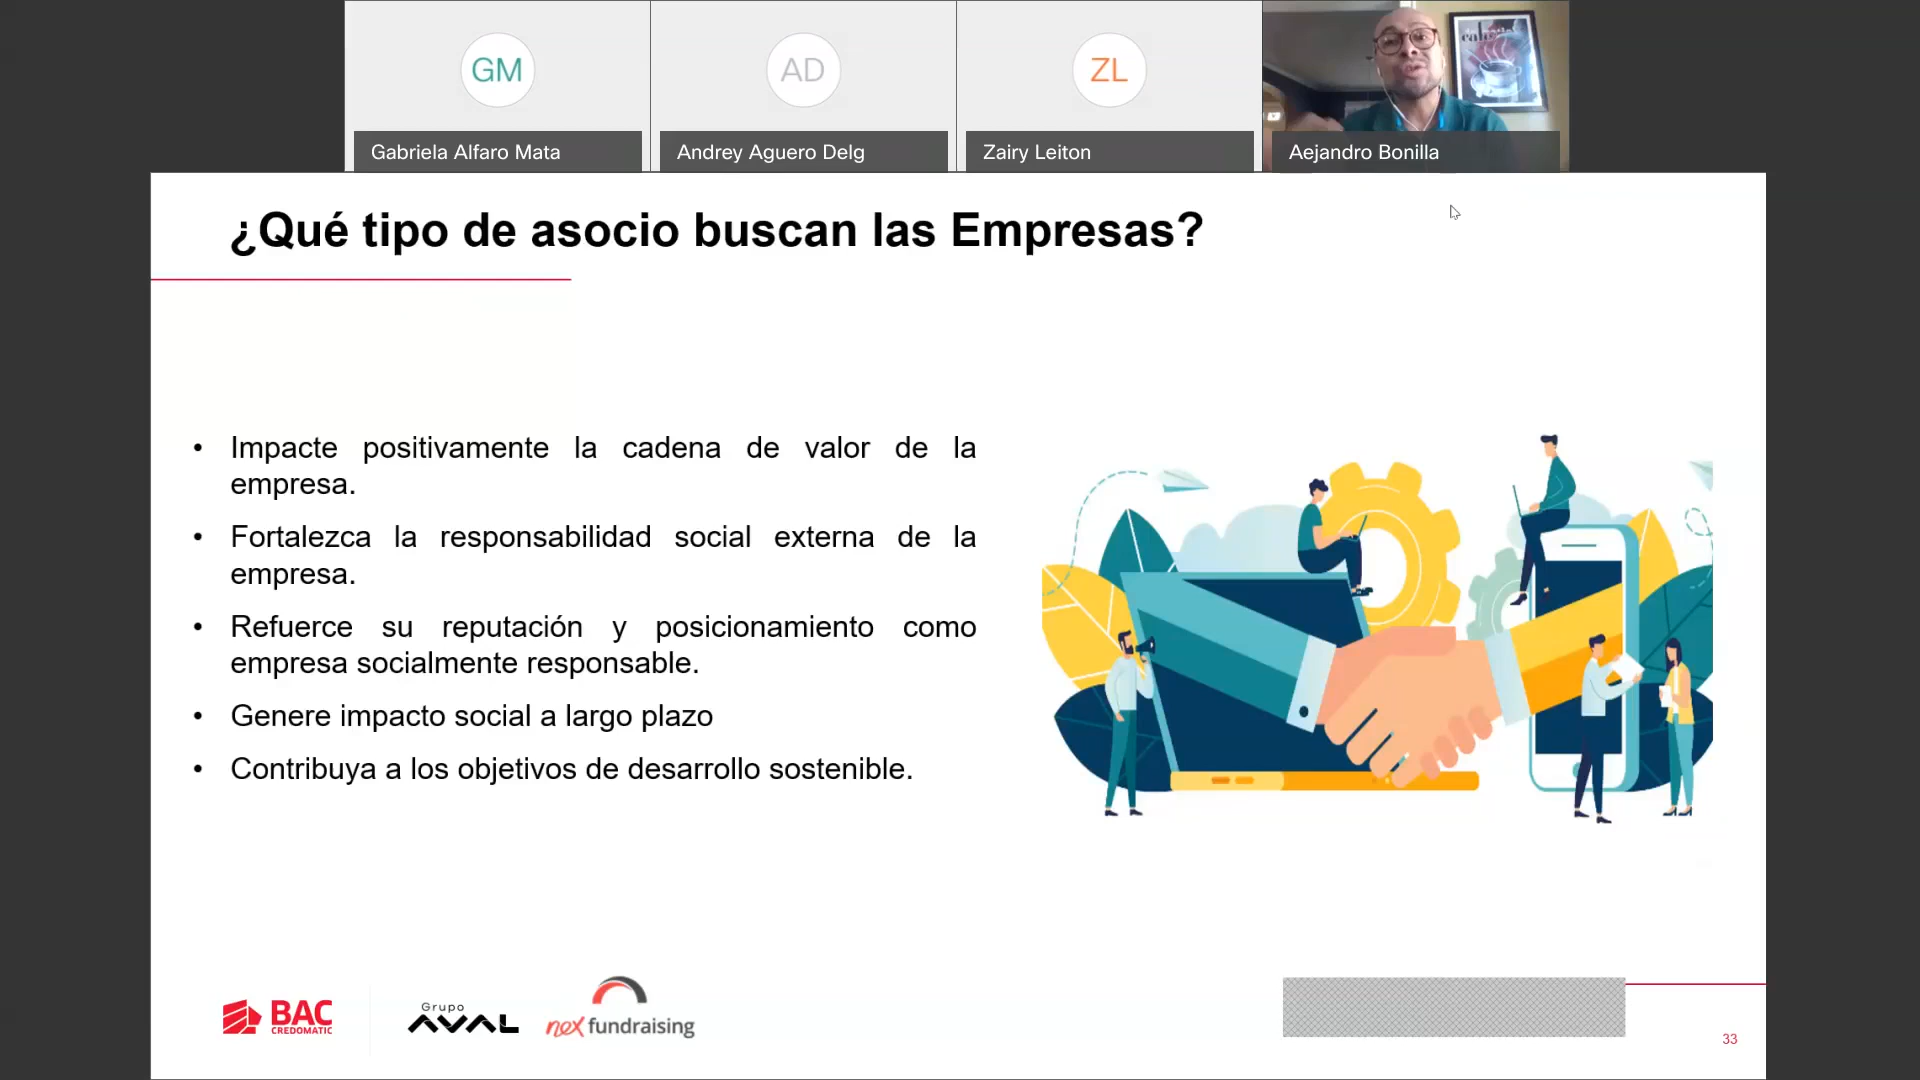 GM
AD
ZL
Gabriela Alfaro Mata
Andrey Aguero Delg
Zairy Leiton
Aejandro Bonilla
¿Qué tipo de asocio buscan las Empresas?
• Impacte positivamente la cadena de valor de la
empresa.
• Fortalezca la responsabilidad social externa de la
empresa.
• Refuerce su reputación y posicionamiento como
empresa socialmente responsable.
• Genere impacto social a largo plazo
• Contribuya a los objetivos de desarrollo sostenible.
BAC
CREDOMATIC
Grupo
AVAL
nex fundraising
33